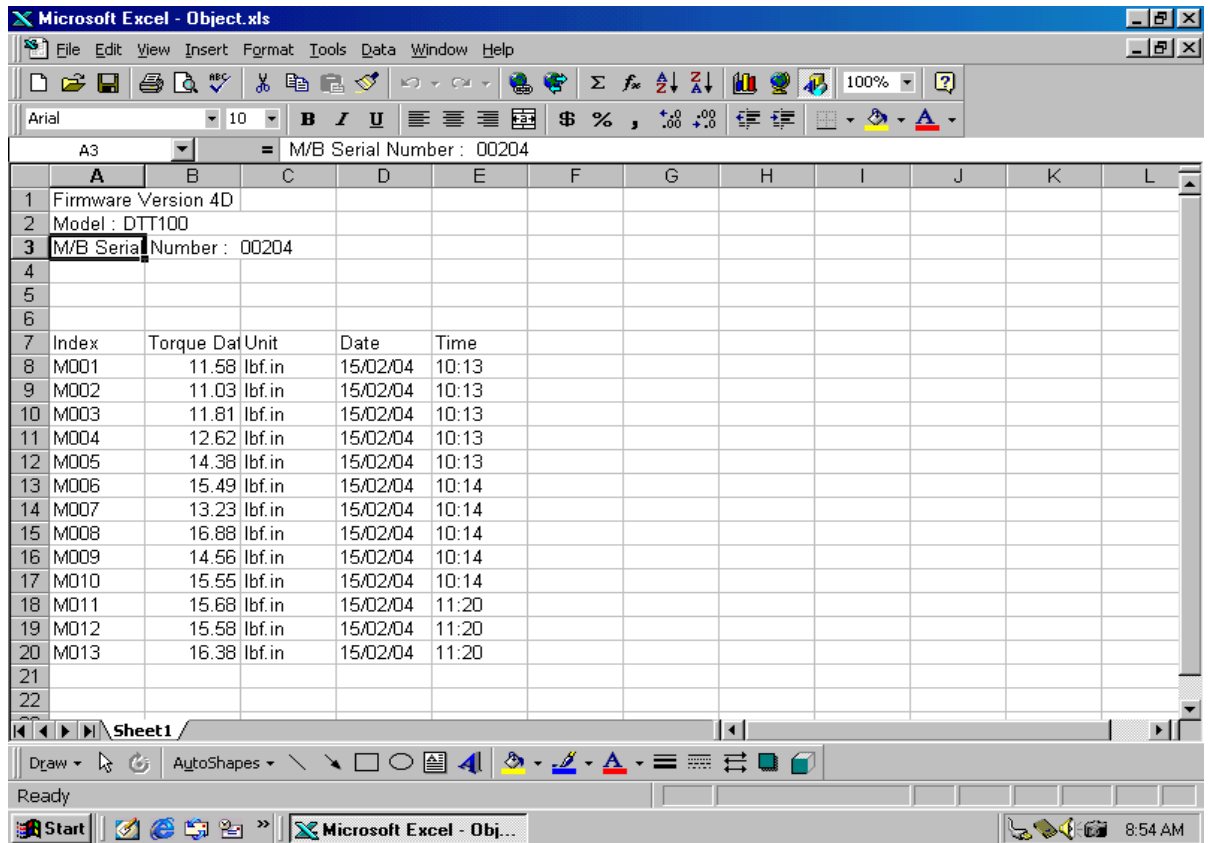 Microsoft Excel - Object.xls
File Edit View Insert Format Tools Data Window Help
ABC Σ fx A Z Z A 100% ?
Arial 10 B I U $ % , .0 .00 .00 .0 A
A3 = M/B Serial Number : 00204
A B C D E F G H I J K L
1 Firmware Version 4D
2 Model : DTT100
3 M/B Serial Number : 00204
4
5
6
7 Index Torque Dat Unit Date Time
8 M001 11.58 lbf.in 15/02/04 10:13
9 M002 11.03 lbf.in 15/02/04 10:13
10 M003 11.81 lbf.in 15/02/04 10:13
11 M004 12.62 lbf.in 15/02/04 10:13
12 M005 14.38 lbf.in 15/02/04 10:13
13 M006 15.49 lbf.in 15/02/04 10:14
14 M007 13.23 lbf.in 15/02/04 10:14
15 M008 16.88 lbf.in 15/02/04 10:14
16 M009 14.56 lbf.in 15/02/04 10:14
17 M010 15.55 lbf.in 15/02/04 10:14
18 M011 15.68 lbf.in 15/02/04 11:20
19 M012 15.58 lbf.in 15/02/04 11:20
20 M013 16.38 lbf.in 15/02/04 11:20
21
22
Sheet1
Draw AutoShapes A A
Ready
Start » Microsoft Excel - Obj... 8:54 AM